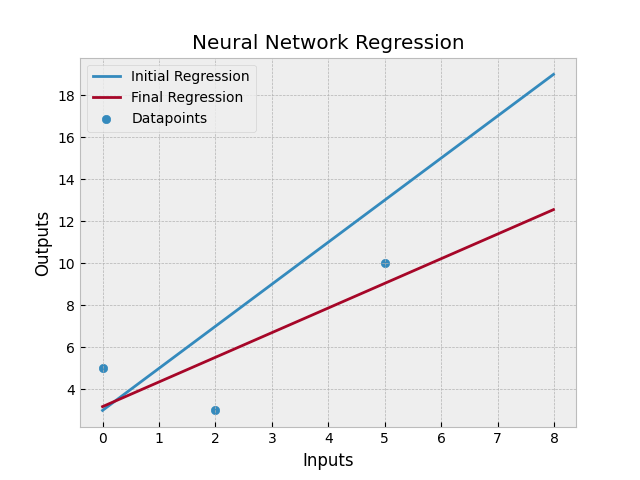 Neural Network Regression
Initial Regression
Final Regression
Datapoints
18
16
14
12
10
8
6
4
Outputs
0 1 2 3 4 5 6 7 8
Inputs